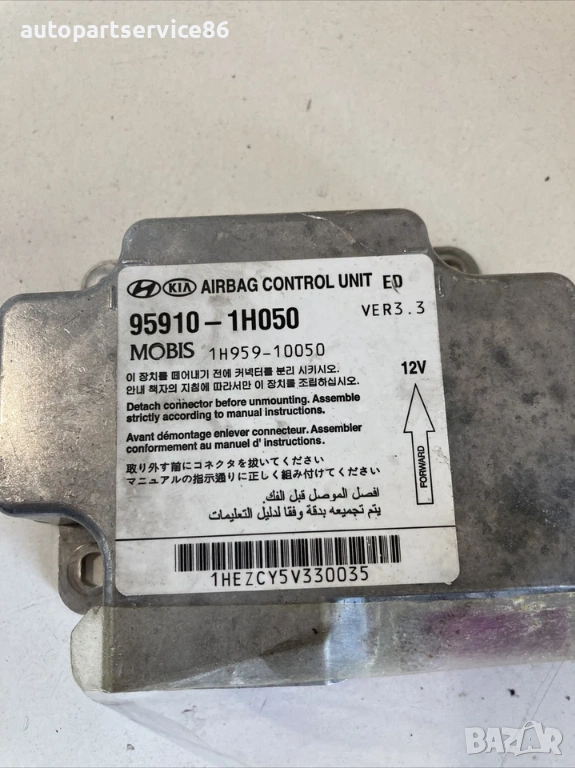 autopartservice86
HYUNDAI KIA AIRBAG CONTROL UNIT ED
95910-1H050 VER3.3
MOBIS 1H959-10050
이 장치를 떼어내기 전에 커넥터를 분리 시키시오.
안내 책자의 지침에 따라서만 이 장치를 조립하십시오.
12V
Detach connector before unmounting. Assemble
strictly according to manual instructions.
Avant démontage enlever connecteur. Assembler
conformement au manuel d' instructions.
FORWARD
取り外す前にコネクタを抜いてください
マニュアルの指示通りに正しく組み付けてください
افصل الموصل قبل الفك.
يتم تجميعه بدقة وفقا لدليل التعليمات
1HEZCY5V330035
BAZAR